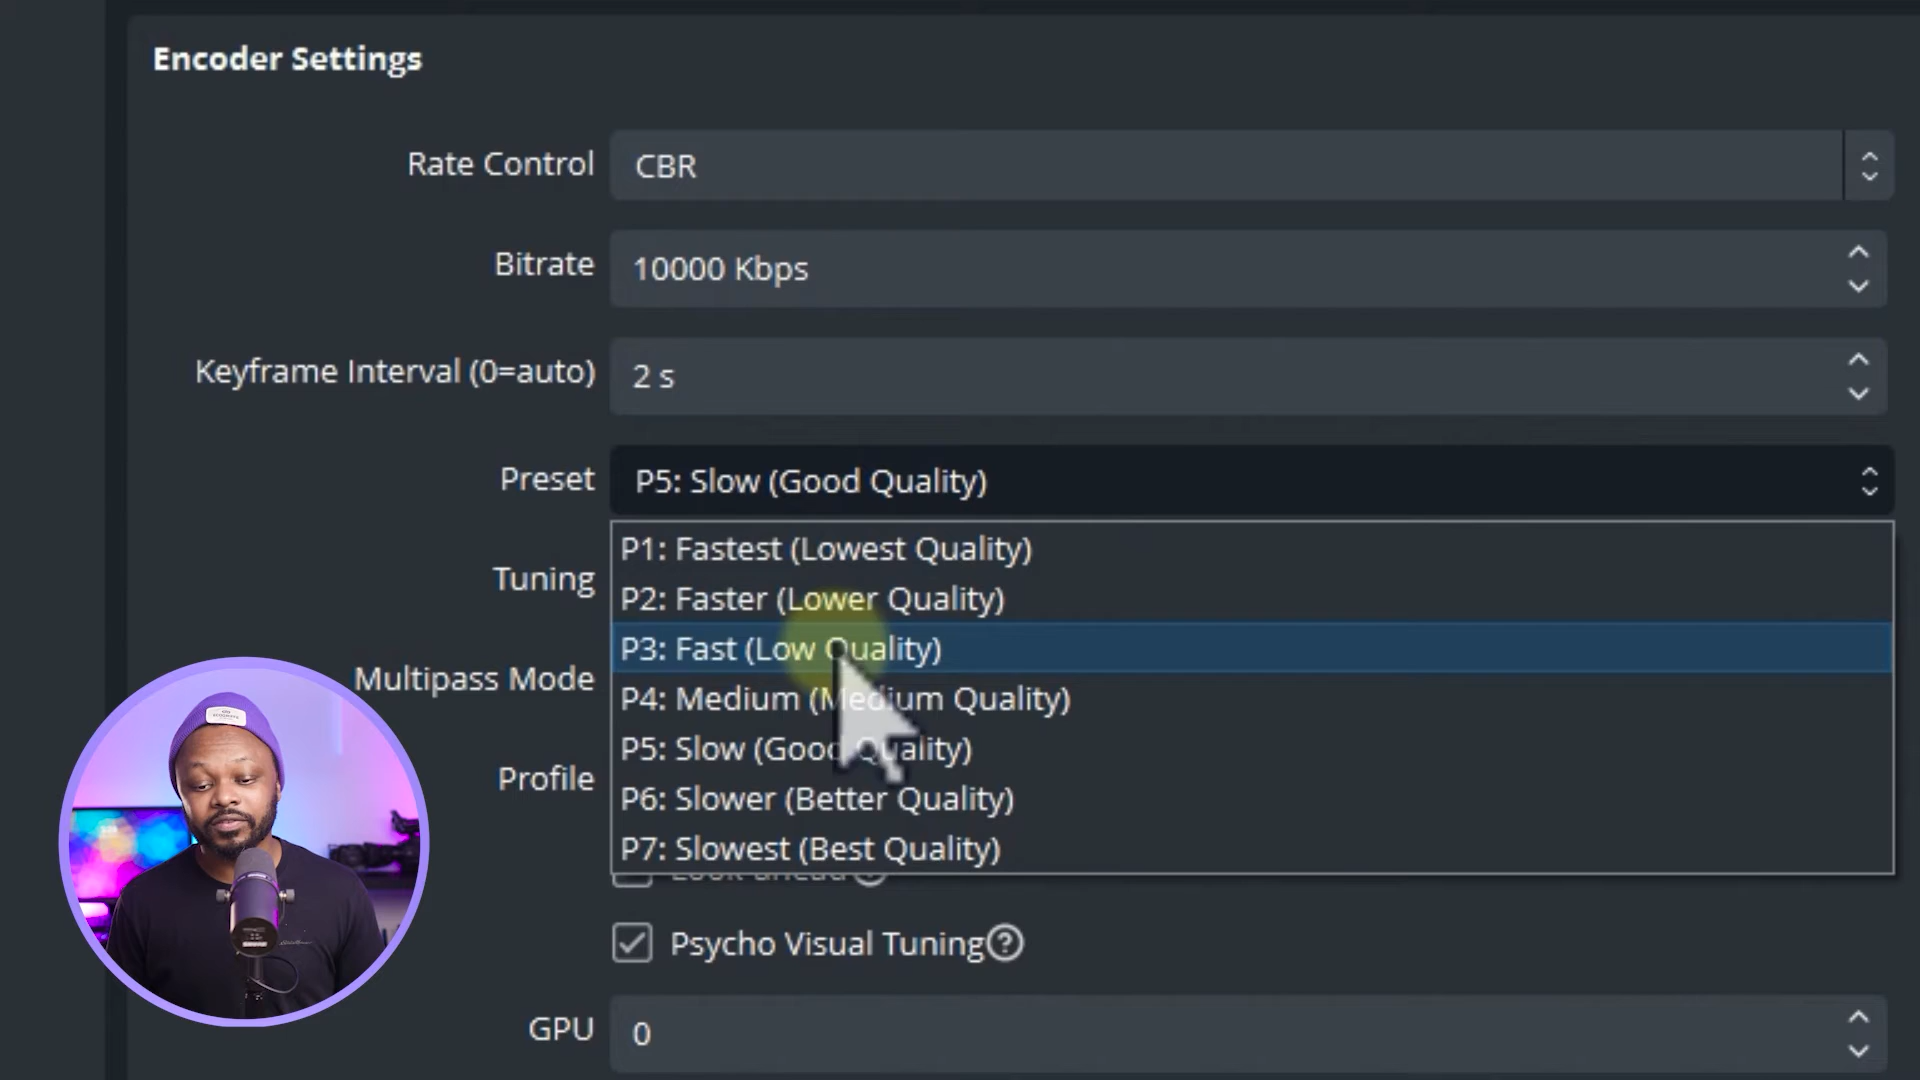 Encoder Settings
Rate Control CBR
Bitrate 10000 Kbps
Keyframe Interval (0=auto) 2 s
Preset P5: Slow (Good Quality)
P1: Fastest (Lowest Quality)
Tuning
P2: Faster (Lower Quality)
P3: Fast (Low Quality)
Multipass Mode
P4: Medium (Medium Quality)
P5: Slow (Good Quality)
Profile
P6: Slower (Better Quality)
P7: Slowest (Best Quality)
Look-ahead
Psycho Visual Tuning
GPU 0